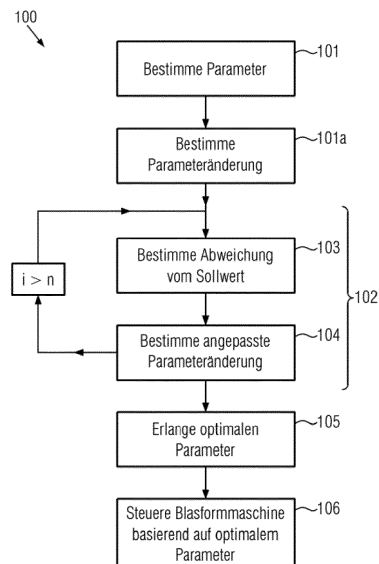 100
Bestimme Parameter
101
Bestimme
Parameteränderung
101a
Bestimme Abweichung
vom Sollwert
103
i > n
102
Bestimme angepasste
Parameteränderung
104
Erlange optimalen
Parameter
105
Steuere Blasformmaschine
basierend auf optimalem
Parameter
106